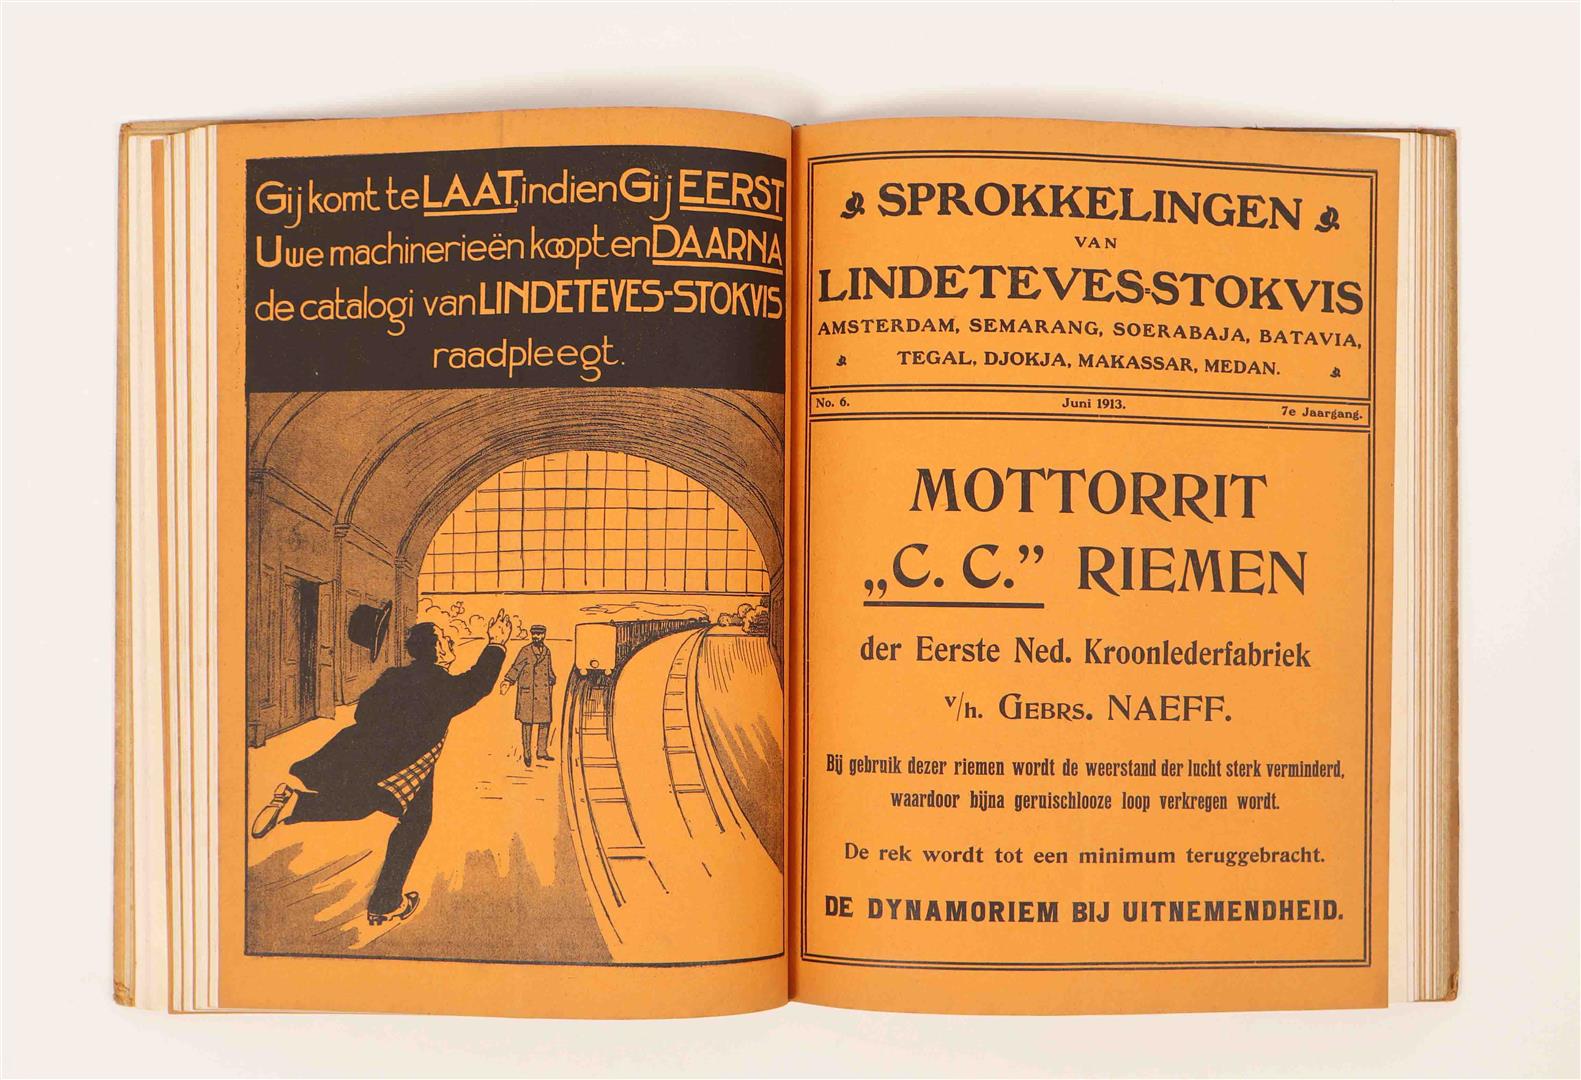 Gij komt te LAAT, indien Gij EERST
Uwe machinerieën koopt en DAARNA
de catalogi van LINDETEVES-STOKVIS
raadpleegt.
SPROKKELINGEN
VAN
LINDETEVES=STOKVIS
AMSTERDAM, SEMARANG, SOERABAJA, BATAVIA,
TEGAL, DJOKJA, MAKASSAR, MEDAN.
No. 6. Juni 1913. 7e Jaargang.
MOTTORRIT
„C. C.” RIEMEN
der Eerste Ned. Kroonlederfabriek
v/h. GEBRS. NAEFF.
Bij gebruik dezer riemen wordt de weerstand der lucht sterk verminderd,
waardoor bijna geruischlooze loop verkregen wordt.
De rek wordt tot een minimum teruggebracht.
DE DYNAMORIEM BIJ UITNEMENDHEID.